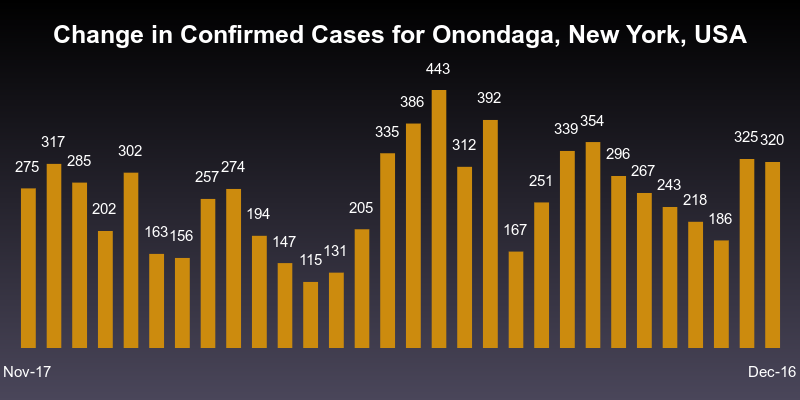 Change in Confirmed Cases for Onondaga, New York, USA
275 317 285 202 302 163 156 257 274 194 147 115 131 205 335 386 443 312 392 167 251 339 354 296 267 243 218 186 325 320
Nov-17 Dec-16